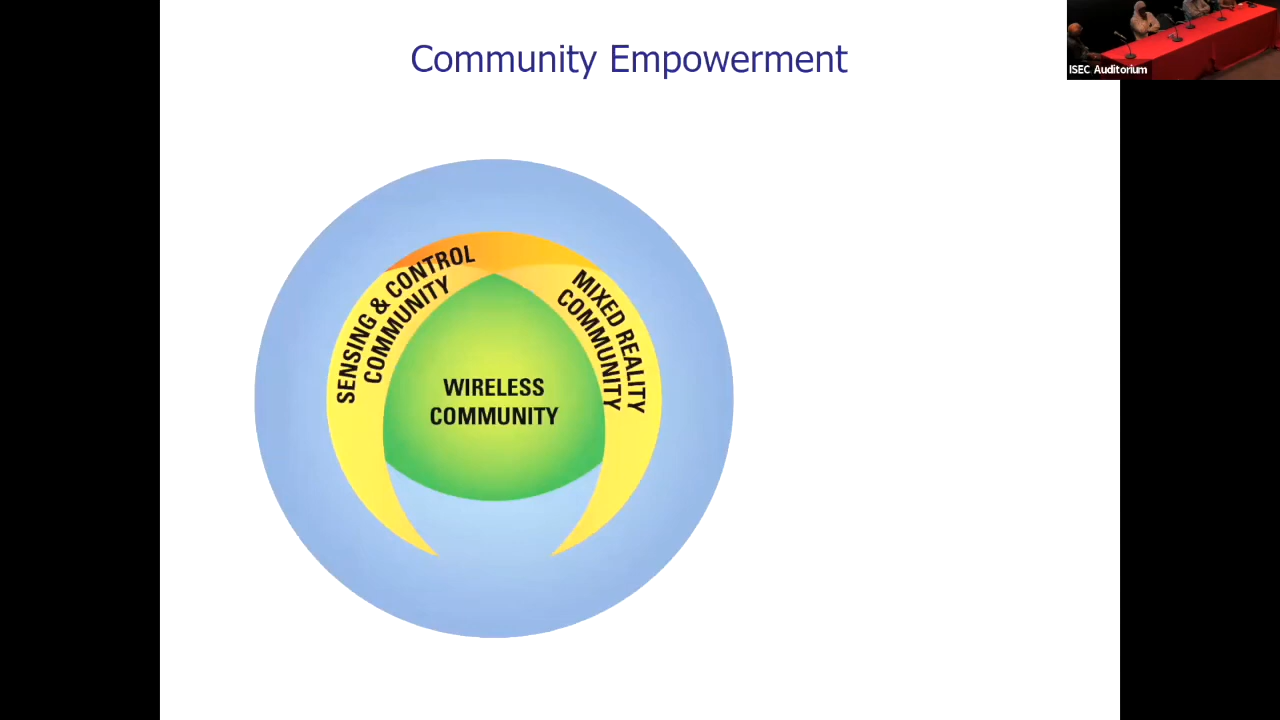 Community Empowerment
ISEC Auditorium
SENSING & CONTROL
COMMUNITY
MIXED REALITY
COMMUNITY
WIRELESS
COMMUNITY